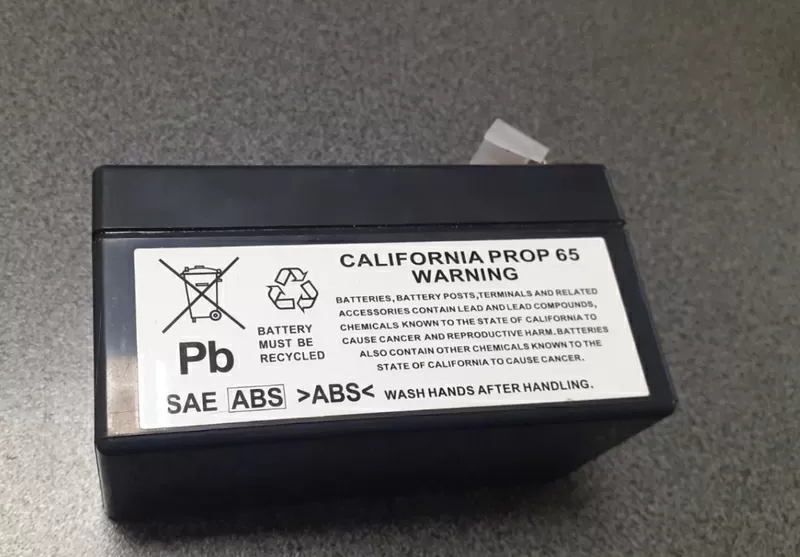 CALIFORNIA PROP 65
WARNING
BATTERIES, BATTERY POSTS, TERMINALS AND RELATED
ACCESSORIES CONTAIN LEAD AND LEAD COMPOUNDS,
CHEMICALS KNOWN TO THE STATE OF CALIFORNIA TO
CAUSE CANCER AND REPRODUCTIVE HARM. BATTERIES
ALSO CONTAIN OTHER CHEMICALS KNOWN TO THE
STATE OF CALIFORNIA TO CAUSE CANCER.
BATTERY
MUST BE
RECYCLED
Pb
SAE ABS >ABS< WASH HANDS AFTER HANDLING.